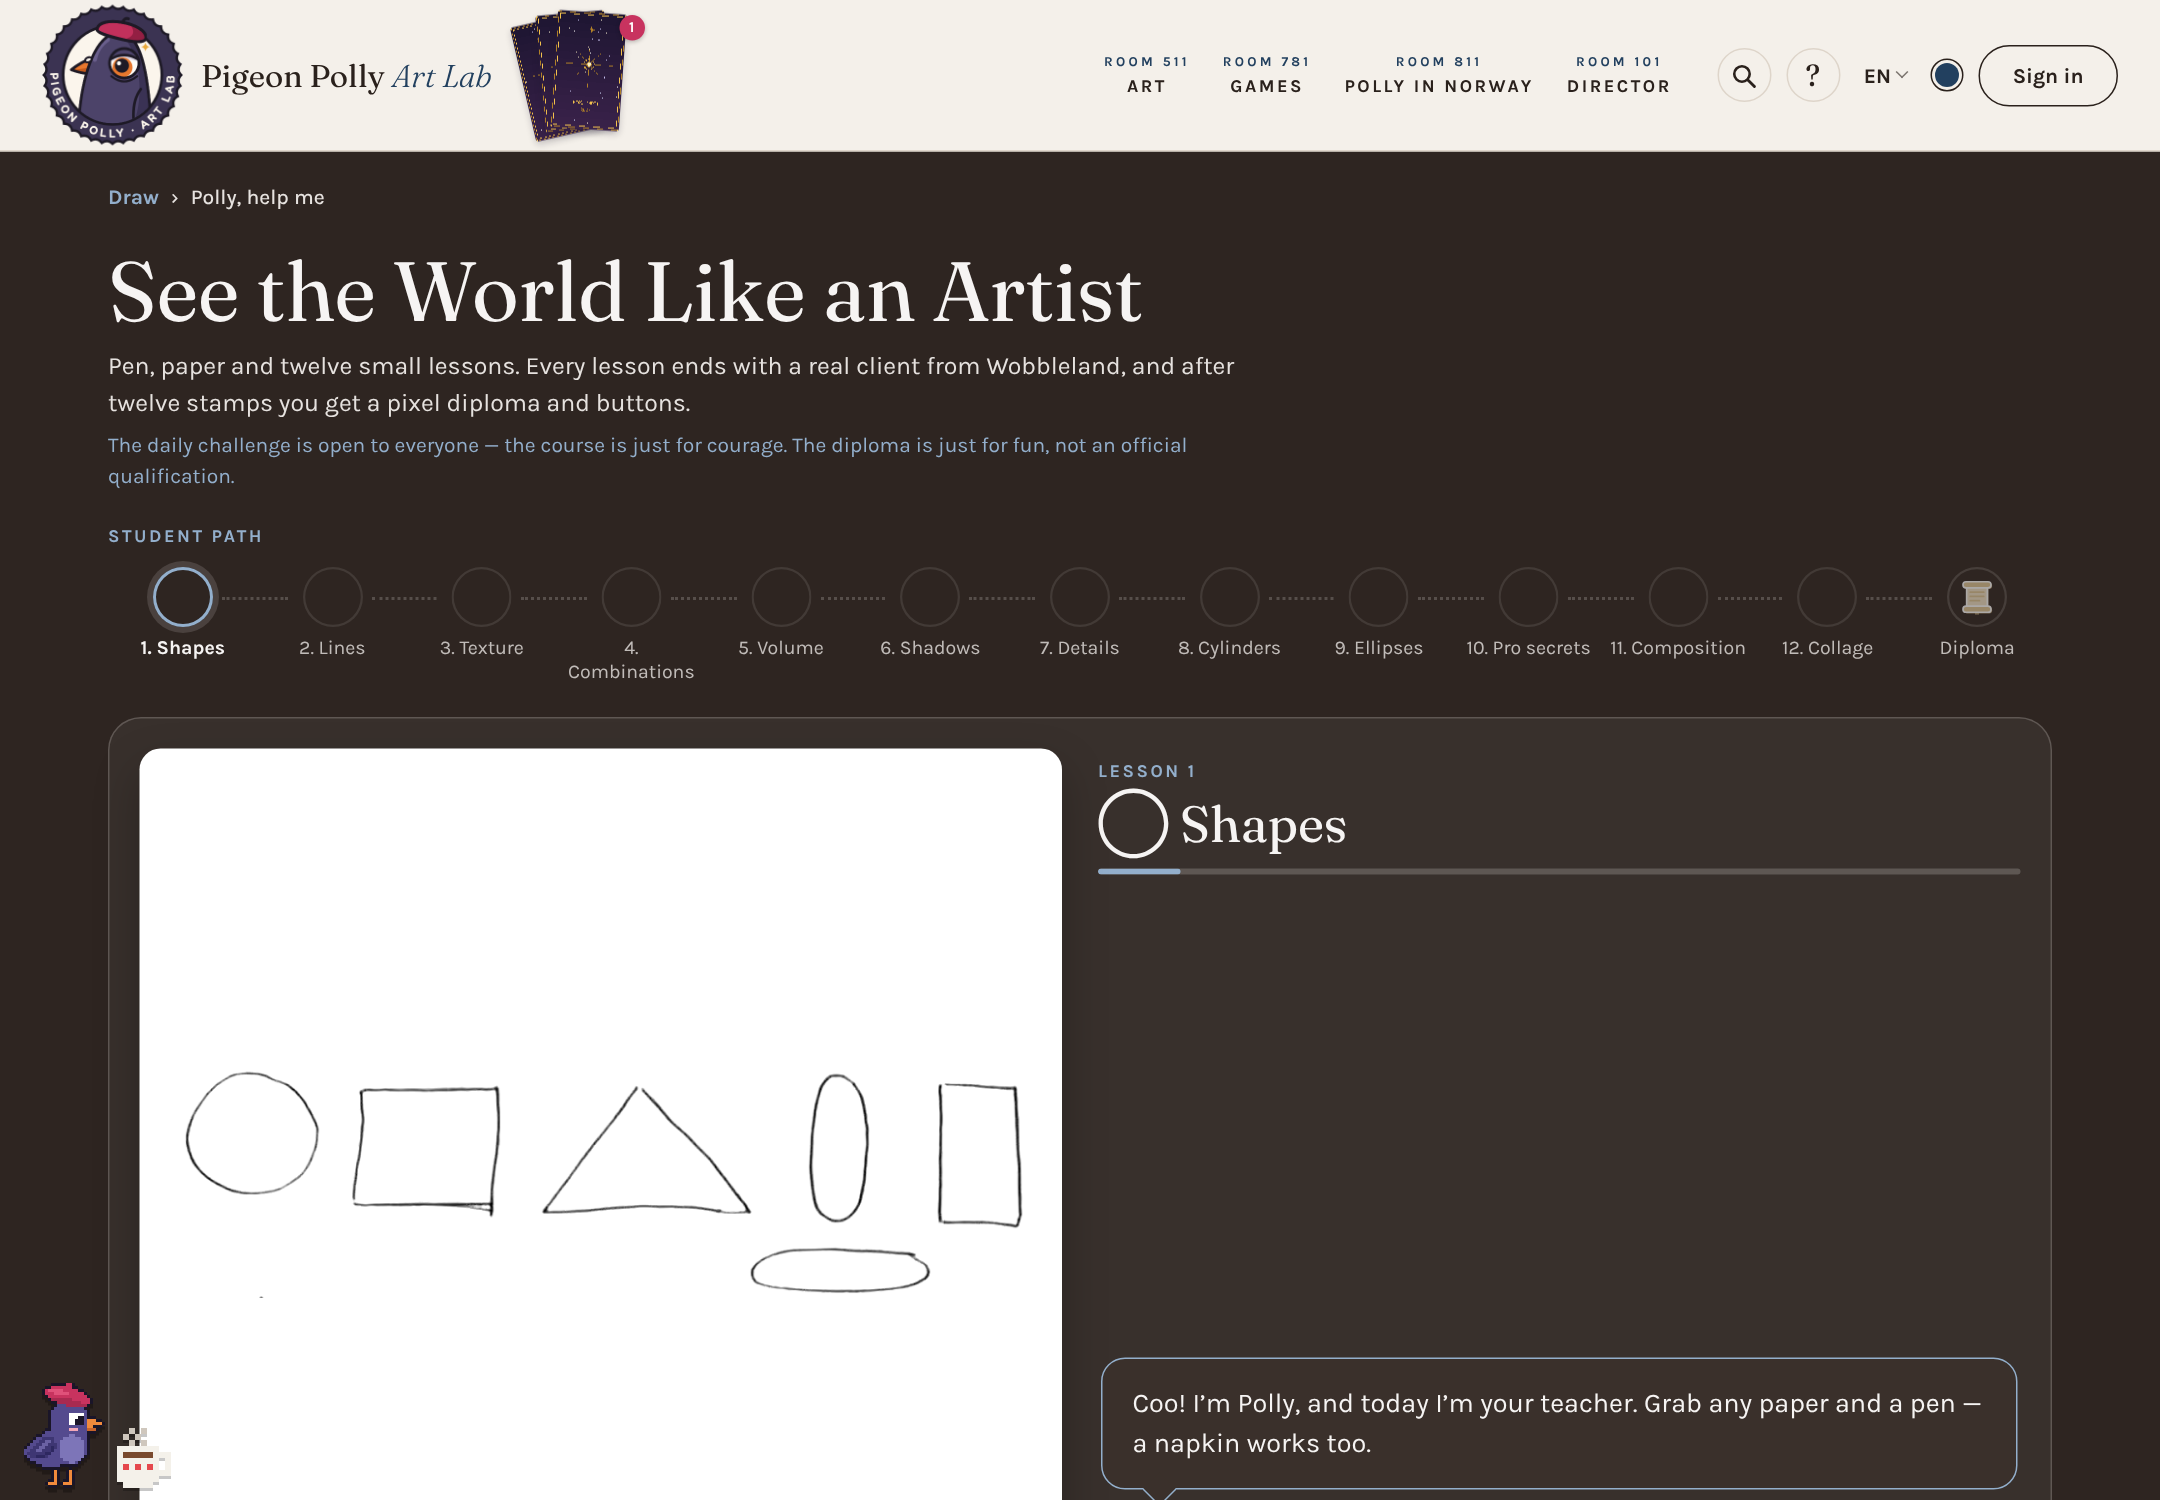 PIGEON POLLY · ART LAB
Pigeon Polly Art Lab
1
ROOM 511
ART
ROOM 781
GAMES
ROOM 811
POLLY IN NORWAY
ROOM 101
DIRECTOR
?
EN
Sign in
Draw › Polly, help me
See the World Like an Artist
Pen, paper and twelve small lessons. Every lesson ends with a real client from Wobbleland, and after
twelve stamps you get a pixel diploma and buttons.
The daily challenge is open to everyone — the course is just for courage. The diploma is just for fun, not an official
qualification.
STUDENT PATH
1. Shapes
2. Lines
3. Texture
4.
Combinations
5. Volume
6. Shadows
7. Details
8. Cylinders
9. Ellipses
10. Pro secrets
11. Composition
12. Collage
Diploma
LESSON 1
Shapes
Coo! I’m Polly, and today I’m your teacher. Grab any paper and a pen —
a napkin works too.